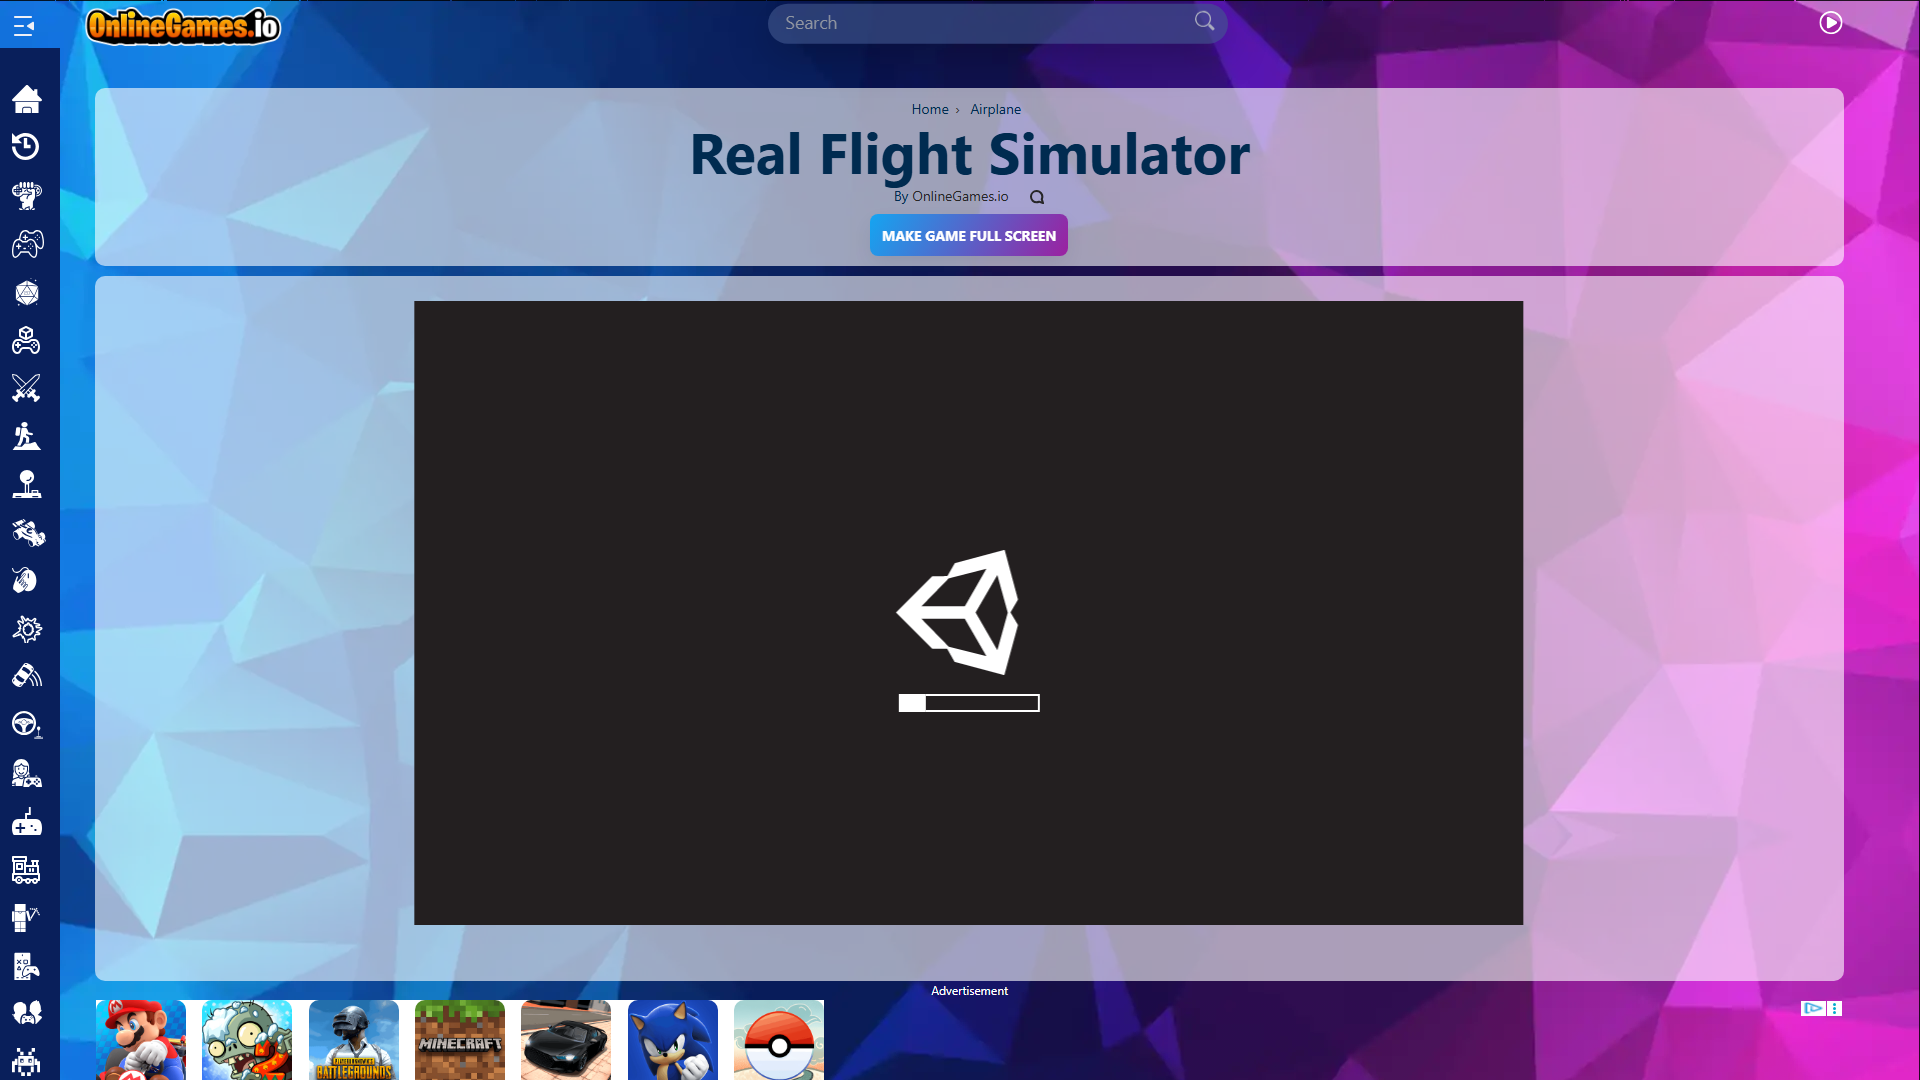 OnlineGames.io
Search
Home › Airplane
Real Flight Simulator
By OnlineGames.io
MAKE GAME FULL SCREEN
Advertisement
MINECRAFT
BATTLEGROUNDS